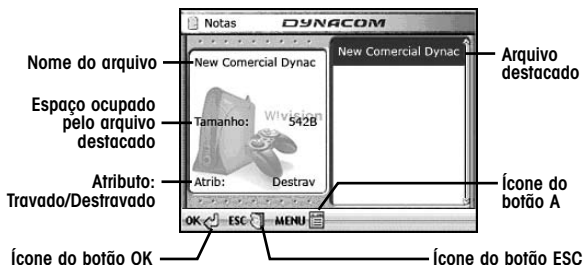 Notas
DYNACOM
Nome do arquivo
New Comercial Dynac
New Comercial Dynac
Arquivo
destacado
Espaço ocupado
pelo arquivo
destacado
W!vision
Tamanho: 542B
Atributo:
Travado/Destravado
Atrib: Destrav
Ícone do
botão A
OK ESC MENU
Ícone do botão OK
Ícone do botão ESC